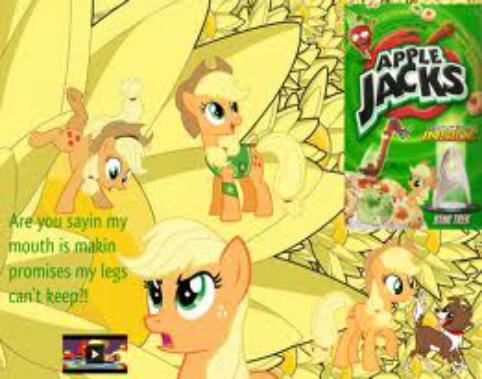 APPLE
JACKS
Are you sayin my
mouth is makin
promises my legs
can't keep?!